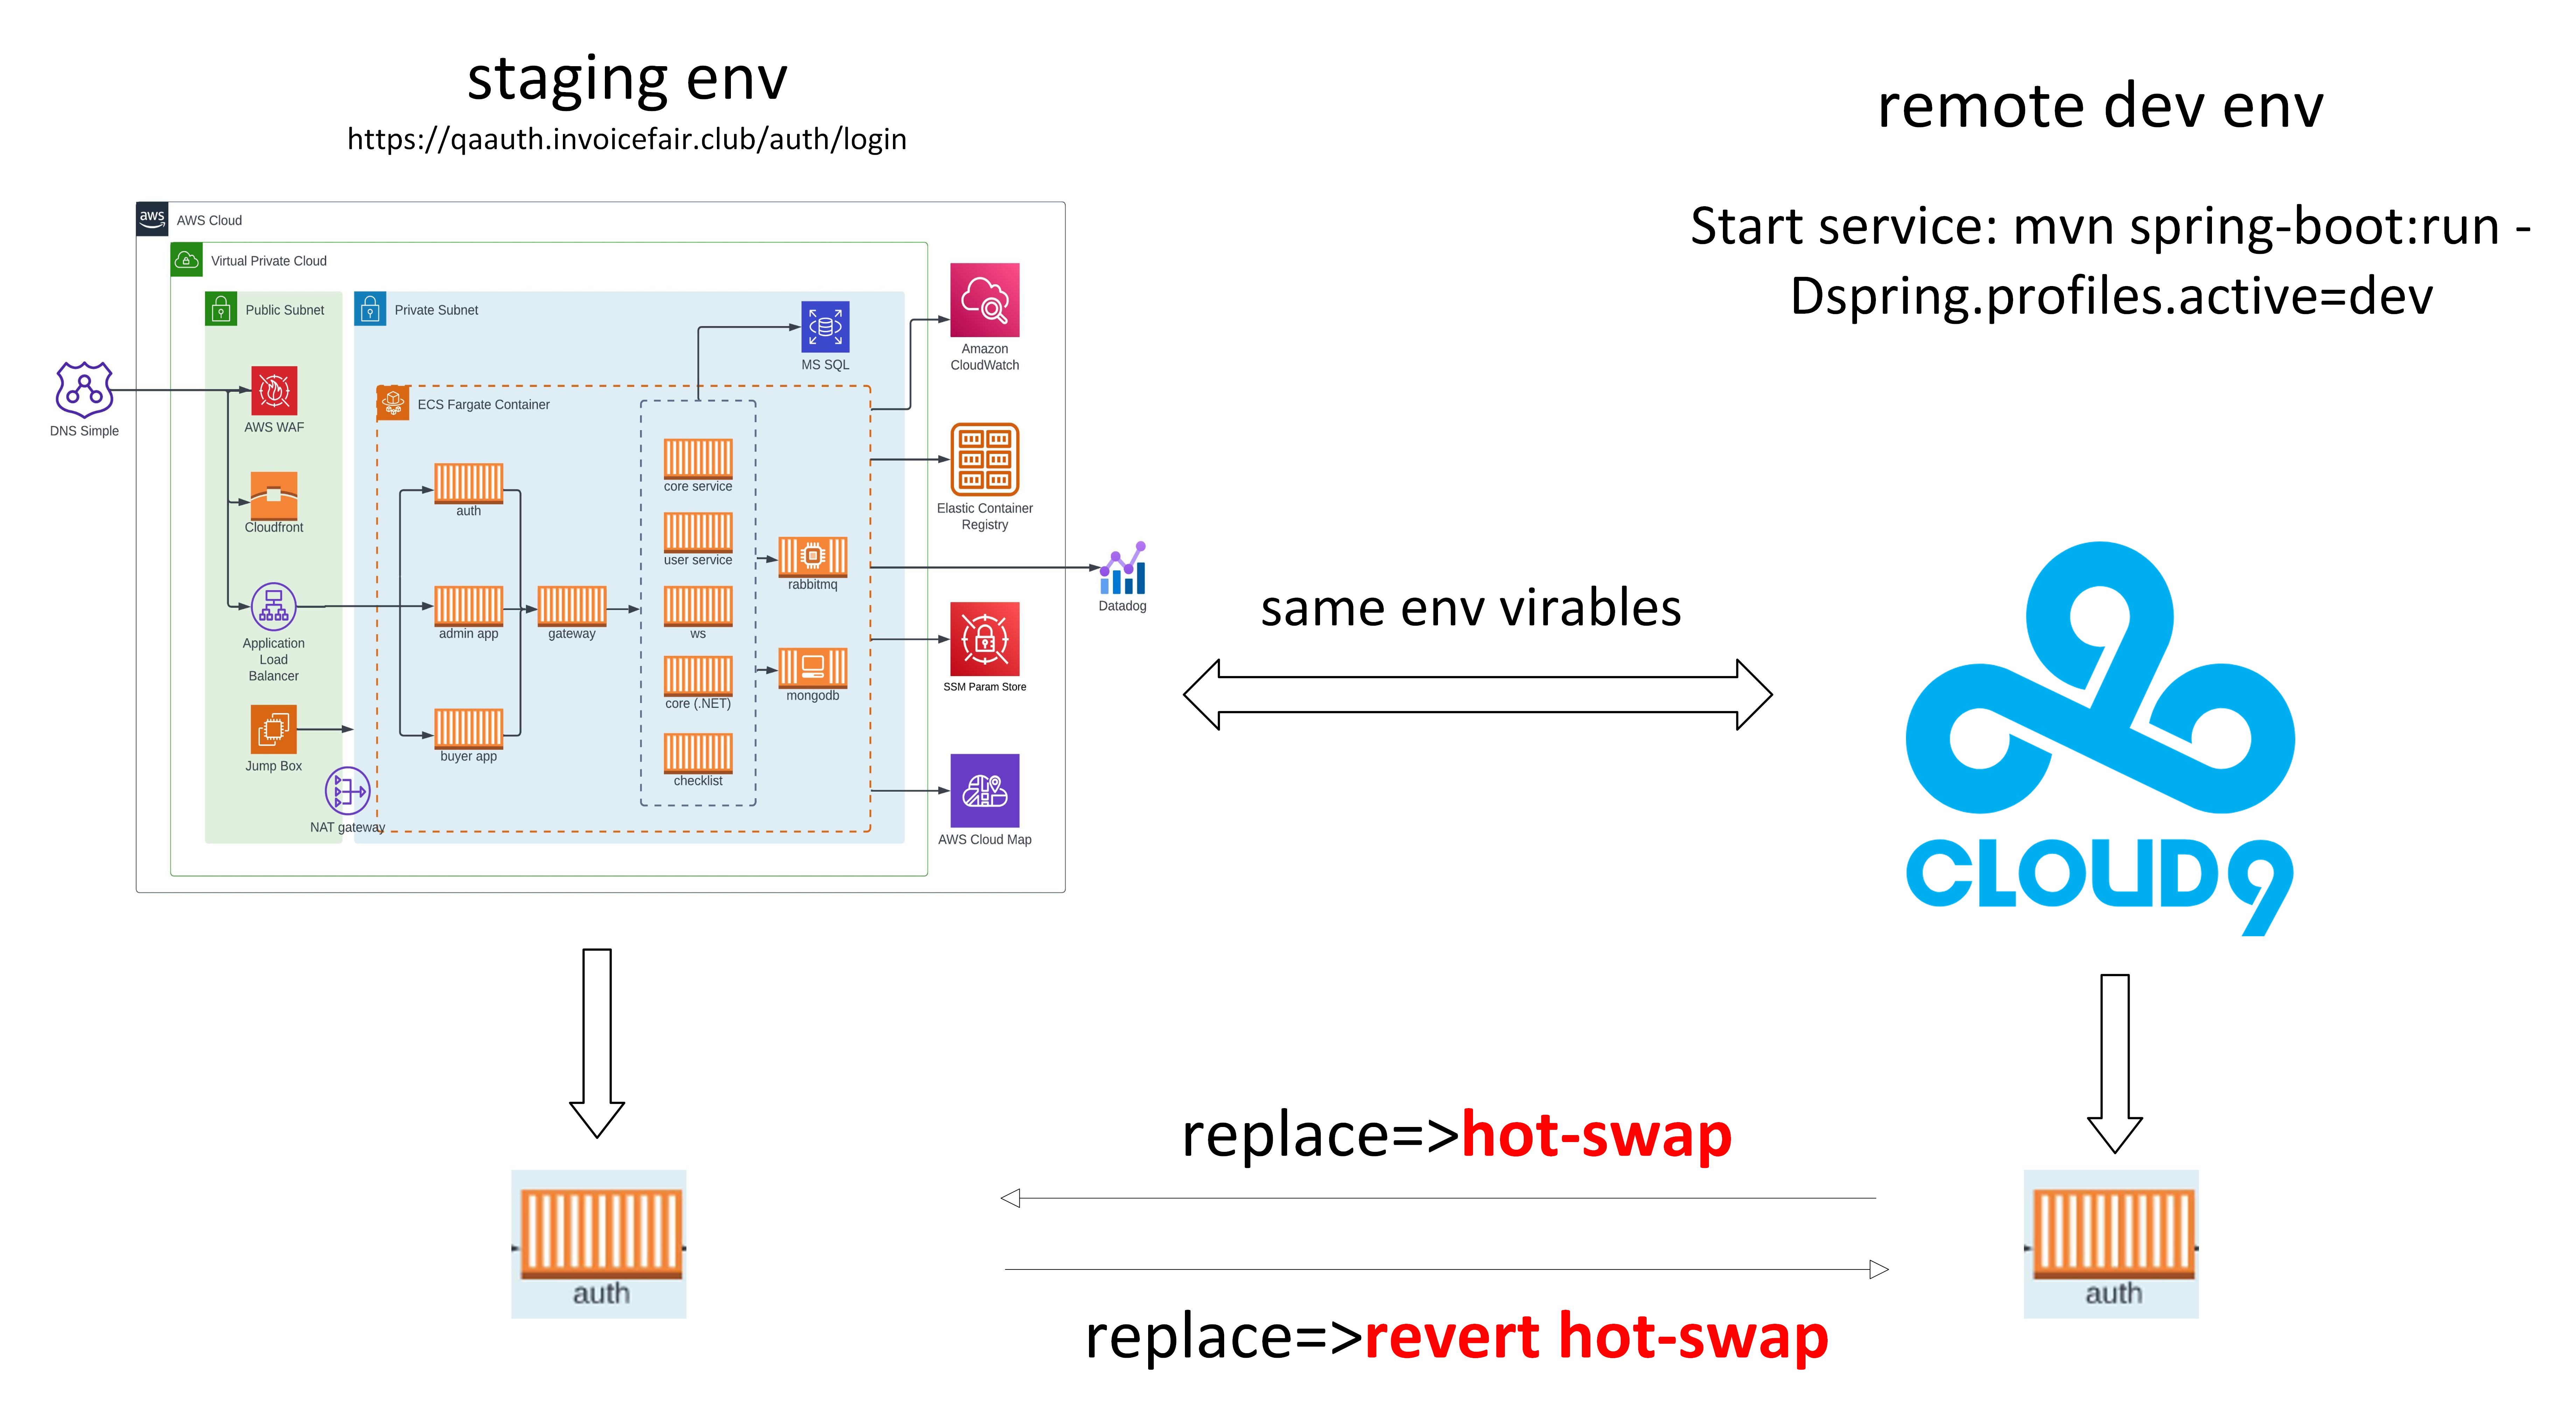 staging env
https://qaauth.invoicefair.club/auth/login
remote dev env
Start service: mvn spring-boot:run -
Dspring.profiles.active=dev
aws
AWS Cloud
Virtual Private Cloud
Public Subnet
Private Subnet
MS SQL
Amazon
CloudWatch
DNS Simple
AWS WAF
ECS Fargate Container
Cloudfront
auth
core service
Elastic Container
Registry
user service
rabbitmq
Datadog
Application
Load
Balancer
admin app
gateway
ws
SSM Param Store
core (.NET)
mongodb
Jump Box
buyer app
checklist
NAT gateway
AWS Cloud Map
same env virables
CLOUD9
replace=>hot-swap
auth
auth
replace=>revert hot-swap